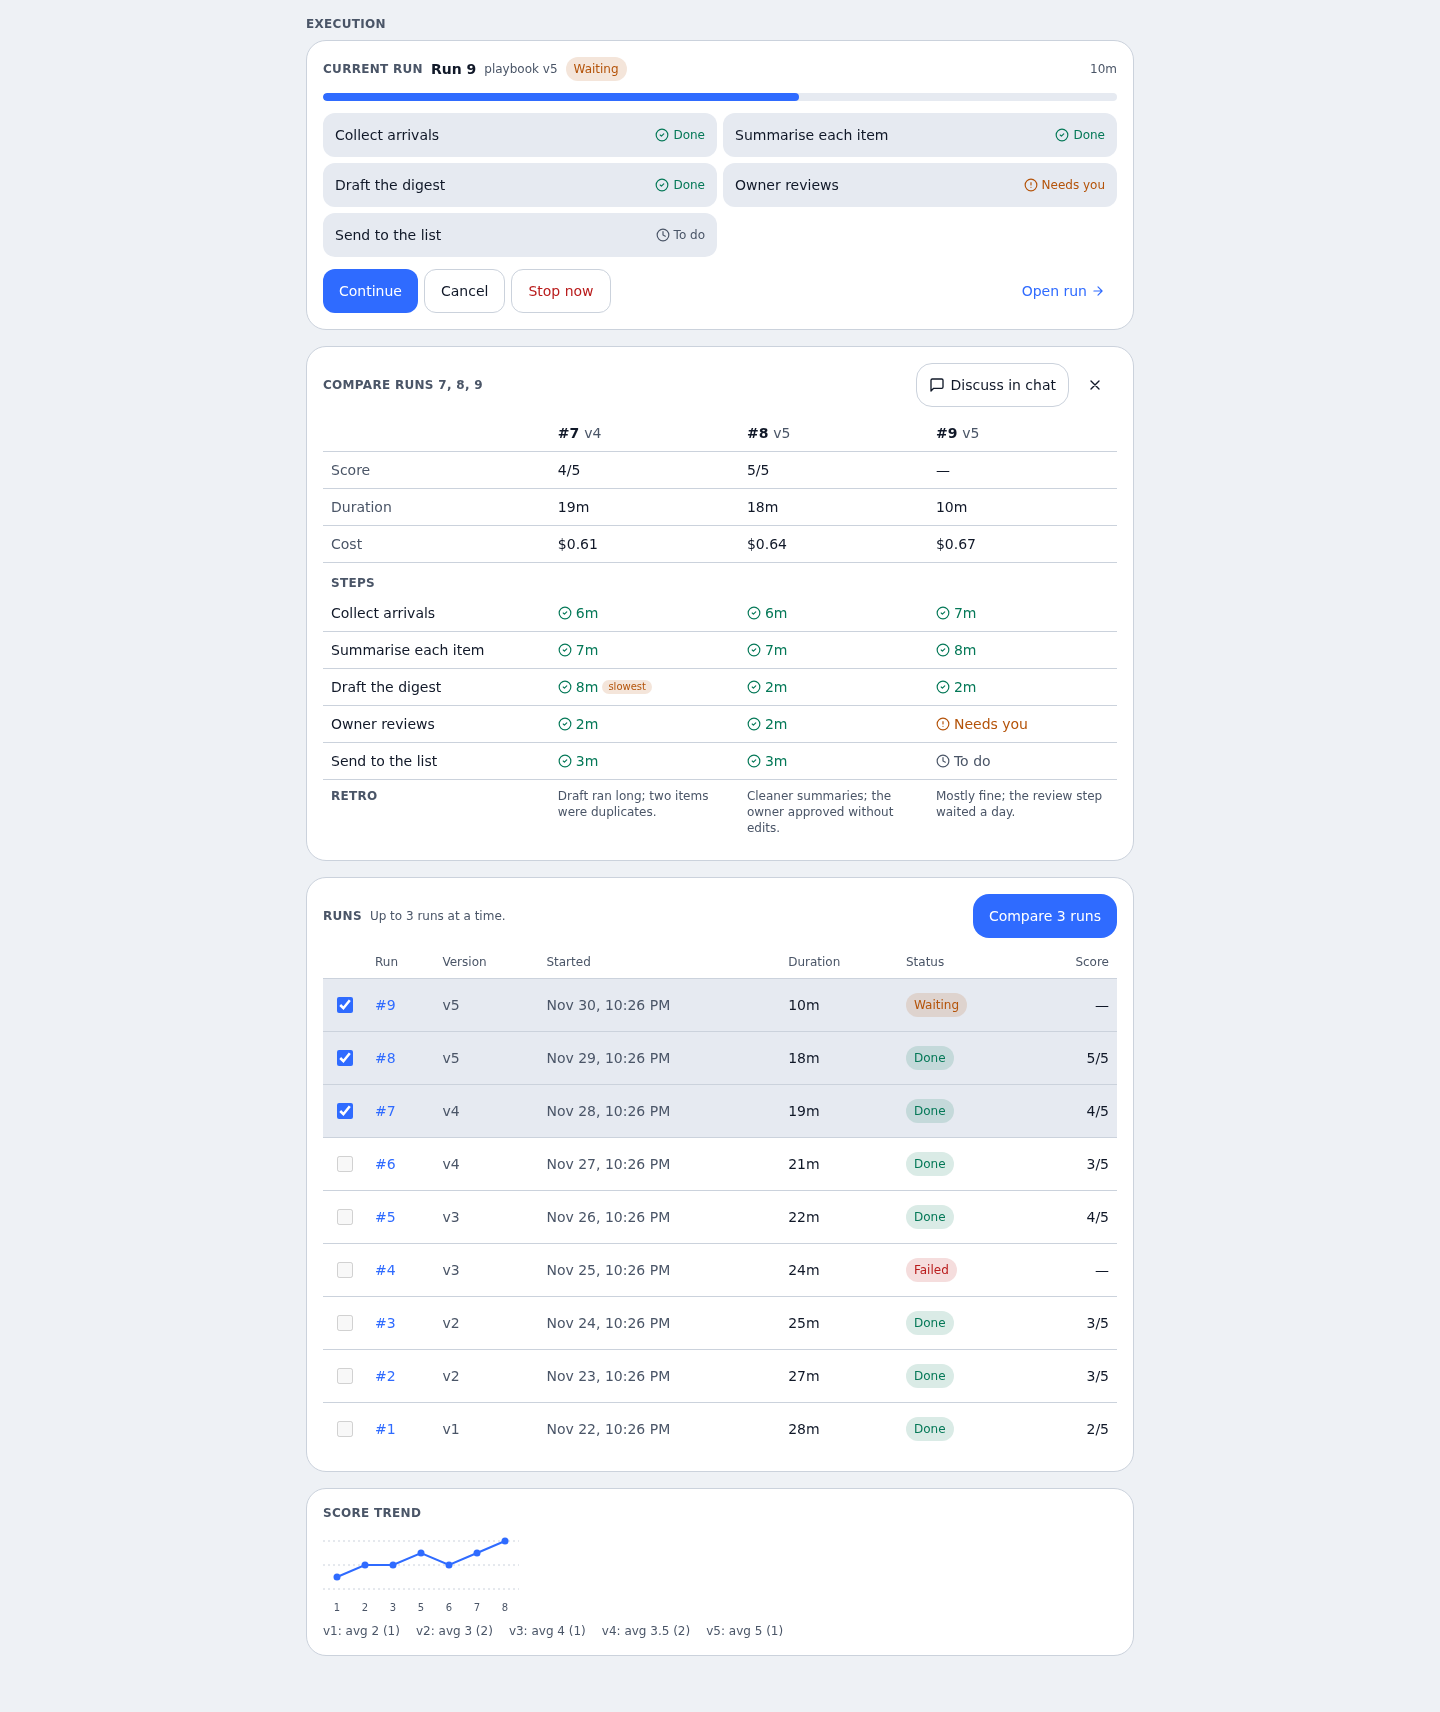 EXECUTION
CURRENT RUN Run 9 playbook v5 Waiting 10m
Collect arrivals Done Summarise each item Done
Draft the digest Done Owner reviews Needs you
Send to the list To do
Continue Cancel Stop now Open run →
COMPARE RUNS 7, 8, 9 Discuss in chat
#7 v4 #8 v5 #9 v5
Score 4/5 5/5 —
Duration 19m 18m 10m
Cost $0.61 $0.64 $0.67
STEPS
Collect arrivals 6m 6m 7m
Summarise each item 7m 7m 8m
Draft the digest 8m slowest 2m 2m
Owner reviews 2m 2m Needs you
Send to the list 3m 3m To do
RETRO Draft ran long; two items Cleaner summaries; the Mostly fine; the review step
were duplicates. owner approved without waited a day.
edits.
RUNS Up to 3 runs at a time. Compare 3 runs
Run Version Started Duration Status Score
#9 v5 Nov 30, 10:26 PM 10m Waiting —
#8 v5 Nov 29, 10:26 PM 18m Done 5/5
#7 v4 Nov 28, 10:26 PM 19m Done 4/5
#6 v4 Nov 27, 10:26 PM 21m Done 3/5
#5 v3 Nov 26, 10:26 PM 22m Done 4/5
#4 v3 Nov 25, 10:26 PM 24m Failed —
#3 v2 Nov 24, 10:26 PM 25m Done 3/5
#2 v2 Nov 23, 10:26 PM 27m Done 3/5
#1 v1 Nov 22, 10:26 PM 28m Done 2/5
SCORE TREND
1 2 3 5 6 7 8
v1: avg 2 (1) v2: avg 3 (2) v3: avg 4 (1) v4: avg 3.5 (2) v5: avg 5 (1)